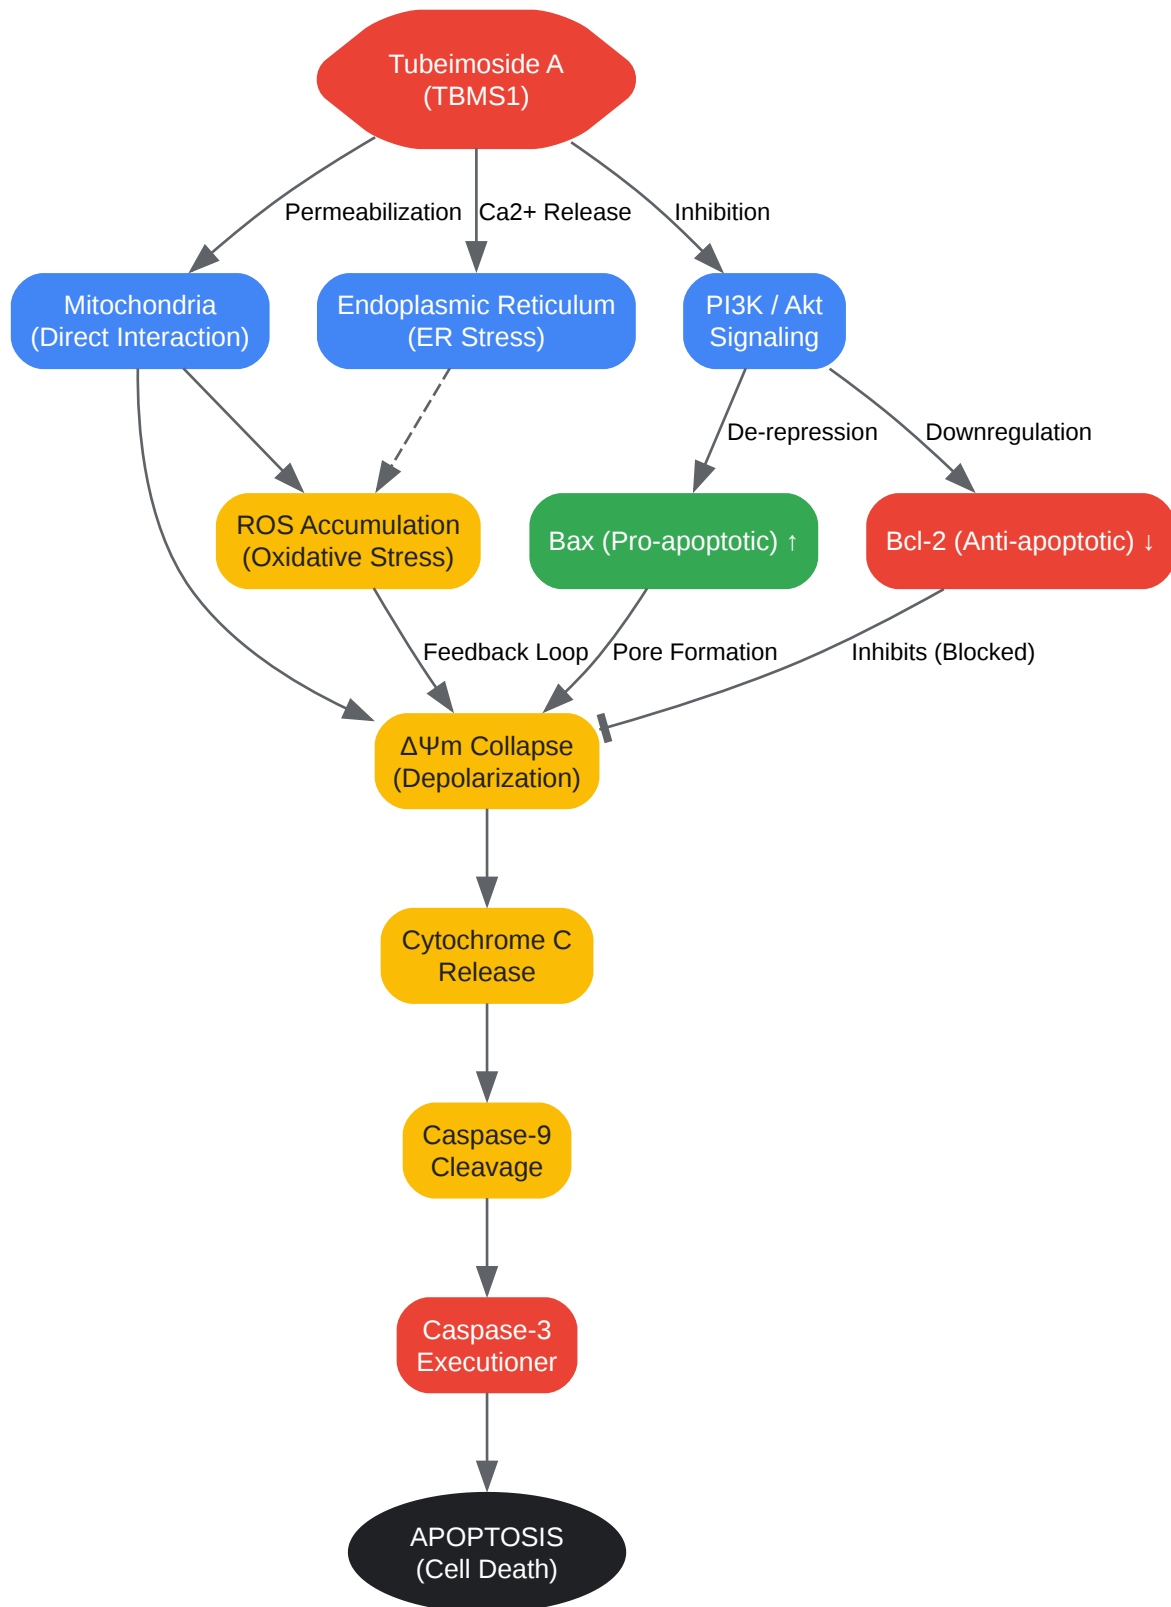 Tubeimoside A
(TBMS1)
Permeabilization
Ca2+ Release
Inhibition
Mitochondria
(Direct Interaction)
Endoplasmic Reticulum
(ER Stress)
PI3K / Akt
Signaling
De-repression
Downregulation
ROS Accumulation
(Oxidative Stress)
Bax (Pro-apoptotic) ↑
Bcl-2 (Anti-apoptotic) ↓
Feedback Loop
Pore Formation
Inhibits (Blocked)
ΔΨm Collapse
(Depolarization)
Cytochrome C
Release
Caspase-9
Cleavage
Caspase-3
Executioner
APOPTOSIS
(Cell Death)